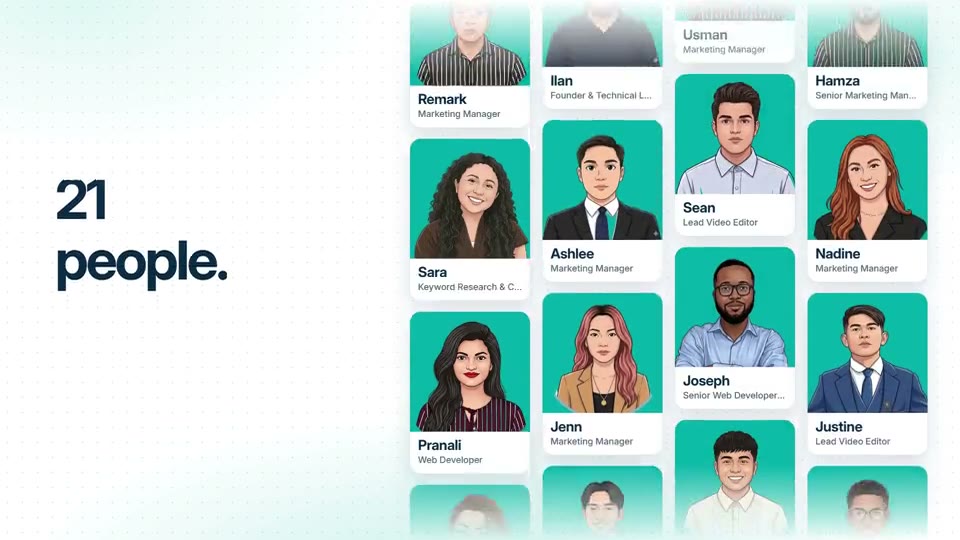 21
people.
Remark
Marketing Manager
Sara
Keyword Research & C...
Pranali
Web Developer
Ilan
Founder & Technical L...
Ashlee
Marketing Manager
Jenn
Marketing Manager
Usman
Marketing Manager
Sean
Lead Video Editor
Joseph
Senior Web Developer...
Hamza
Senior Marketing Man...
Nadine
Marketing Manager
Justine
Lead Video Editor